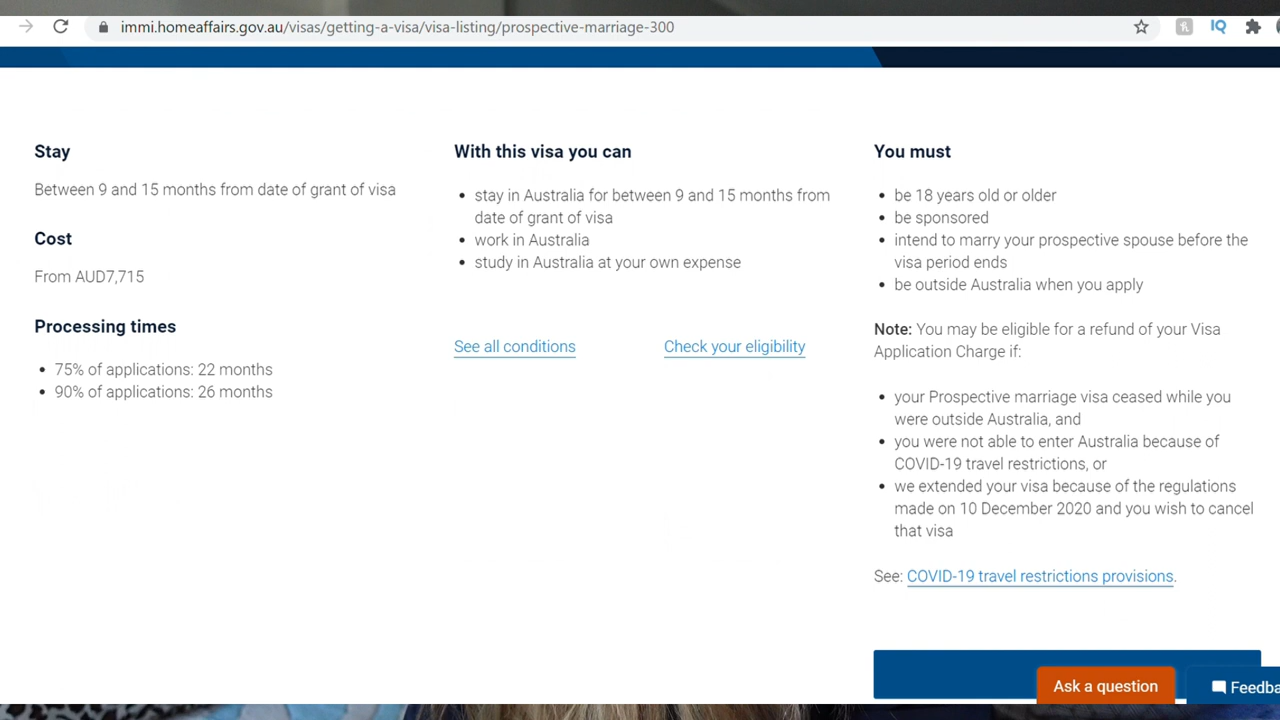 immi.homeaffairs.gov.au/visas/getting-a-visa/visa-listing/prospective-marriage-300
IQ
Stay
Between 9 and 15 months from date of grant of visa
Cost
From AUD7,715
Processing times
• 75% of applications: 22 months
• 90% of applications: 26 months
With this visa you can
• stay in Australia for between 9 and 15 months from
date of grant of visa
• work in Australia
• study in Australia at your own expense
See all conditions
Check your eligibility
You must
• be 18 years old or older
• be sponsored
• intend to marry your prospective spouse before the
visa period ends
• be outside Australia when you apply
Note: You may be eligible for a refund of your Visa
Application Charge if:
• your Prospective marriage visa ceased while you
were outside Australia, and
• you were not able to enter Australia because of
COVID-19 travel restrictions, or
• we extended your visa because of the regulations
made on 10 December 2020 and you wish to cancel
that visa
See: COVID-19 travel restrictions provisions.
Ask a question
Feedba